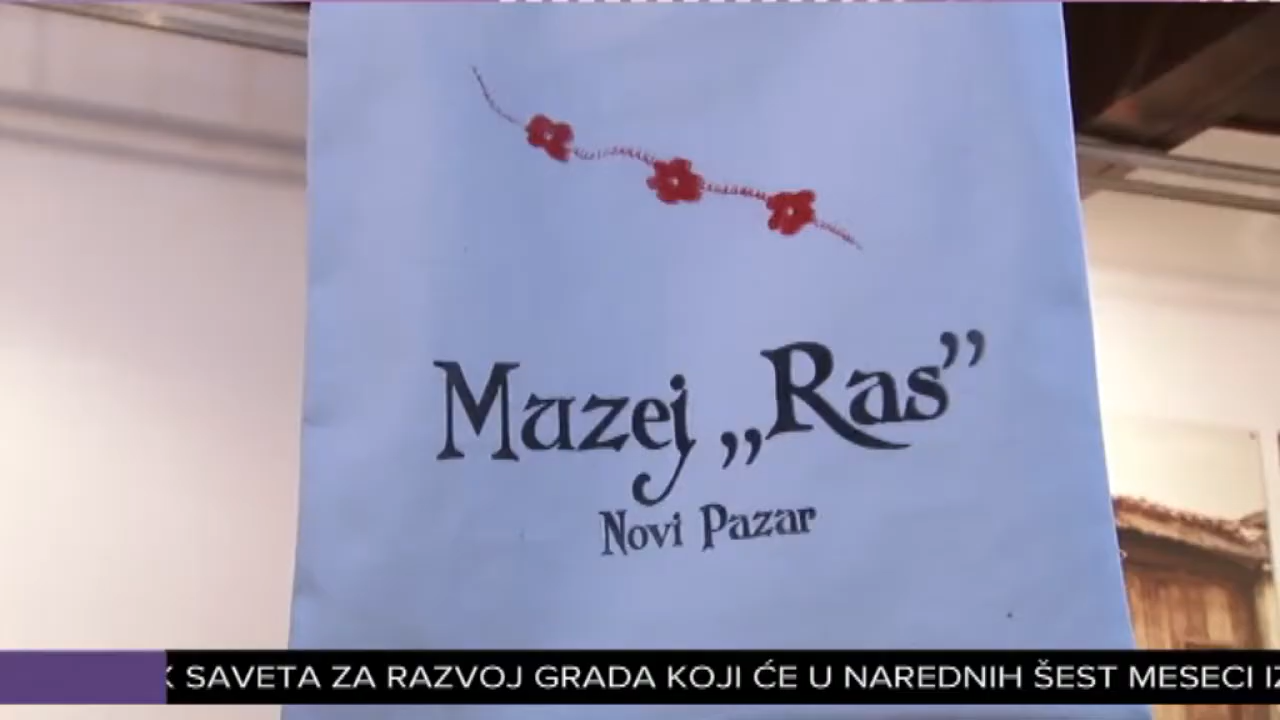 Muzej „Ras”
Novi Pazar
SAVETA ZA RAZVOJ GRADA KOJI ĆE U NAREDNIH ŠEST MESECI